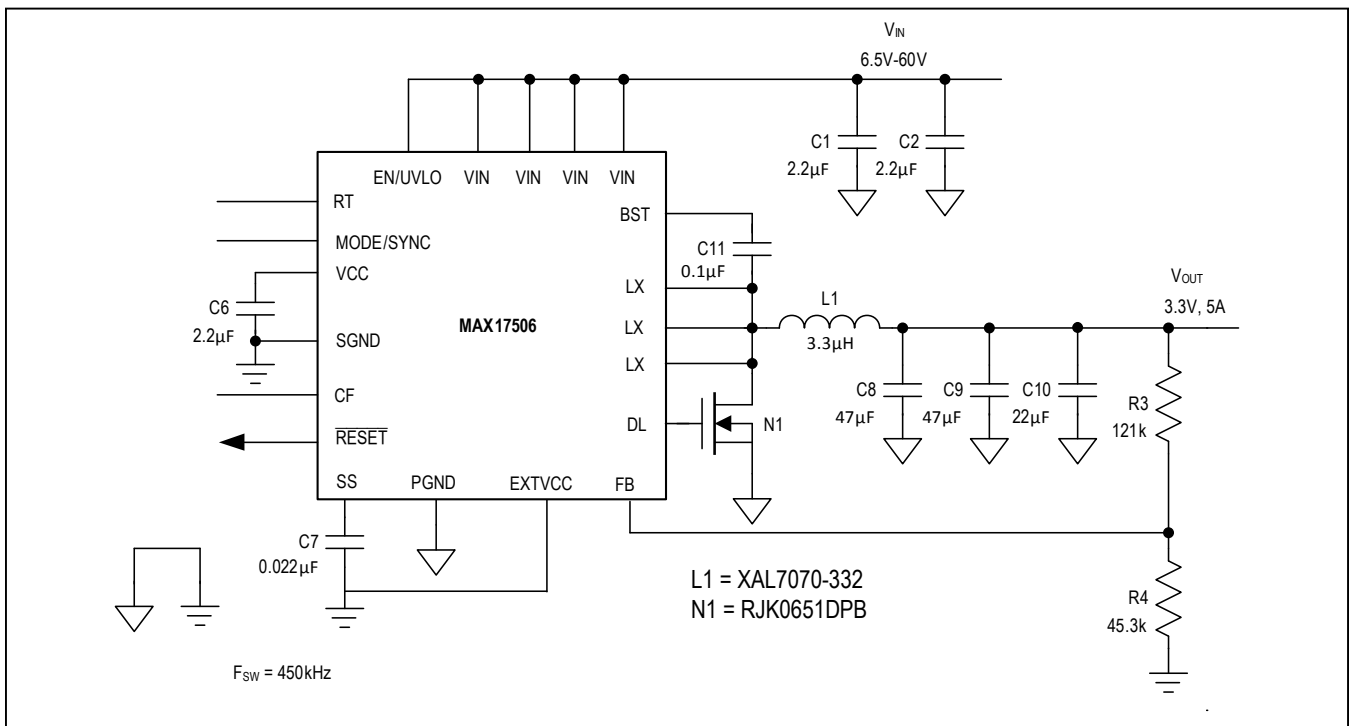 VIN
6.5V-60V
C1
2.2µF
C2
2.2µF
EN/UVLO VIN VIN VIN VIN
RT
BST
MODE/SYNC
C11
0.1µF
VCC
C6
2.2µF
LX
L1
3.3µH
VOUT
3.3V, 5A
MAX17506
LX
SGND
LX
C8
47µF
C9
47µF
C10
22µF
R3
121k
CF
DL
N1
RESET
SS PGND EXTVCC FB
C7
0.022µF
L1 = XAL7070-332
N1 = RJK0651DPB
R4
45.3k
FSW = 450kHz